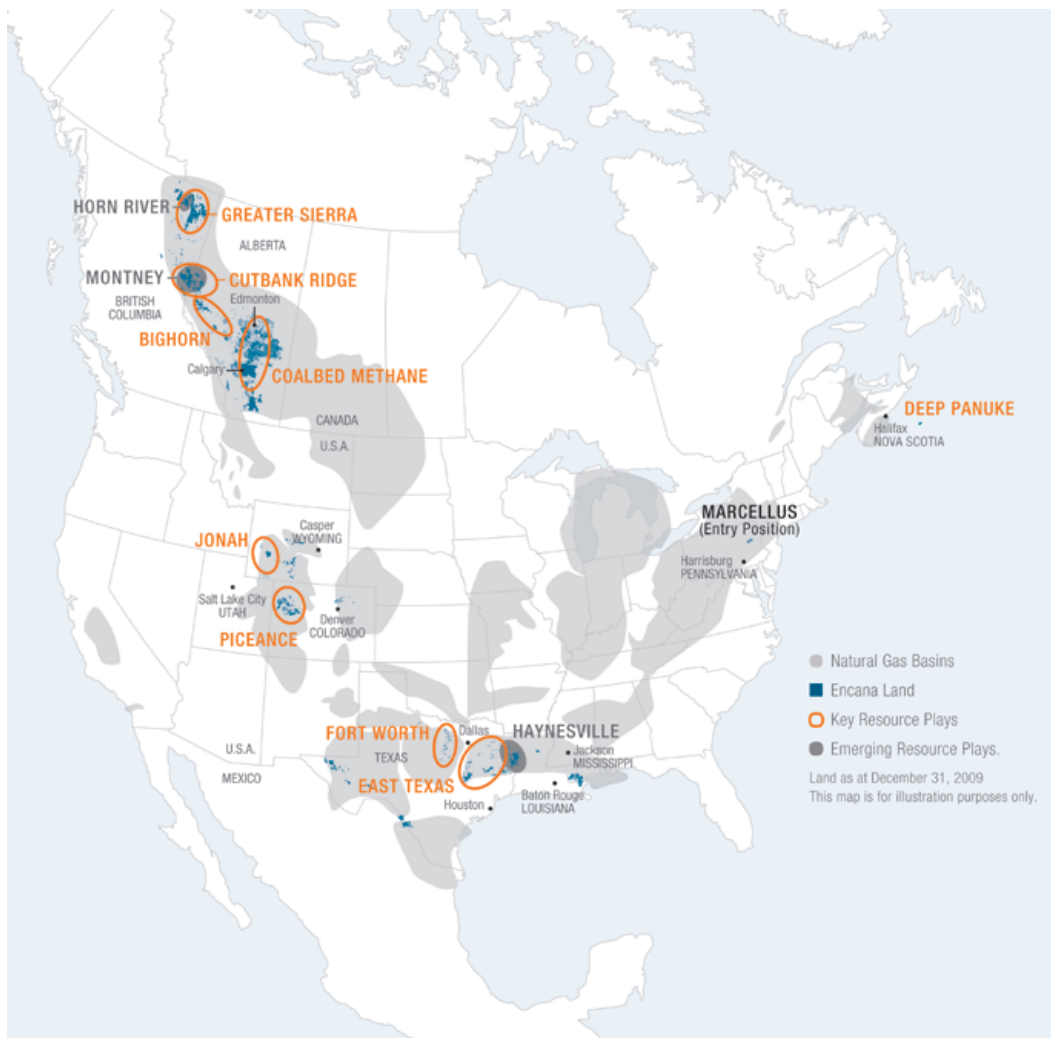 HORN RIVER
GREATER SIERRA
ALBERTA
MONTNEY
CUTBANK RIDGE
BRITISH
COLUMBIA
Edmonton
BIGHORN
Calgary
COALBED METHANE
CANADA
U.S.A.
DEEP PANUKE
Halifax
NOVA SCOTIA
MARCELLUS
(Entry Position)
Harrisburg
PENNSYLVANIA
JONAH
Casper
WYOMING
Salt Lake City
UTAH
Denver
COLORADO
PICEANCE
Natural Gas Basins
Encana Land
Key Resource Plays
Emerging Resource Plays.
Land as at December 31, 2009
This map is for illustration purposes only.
FORT WORTH
Dallas
HAYNESVILLE
U.S.A.
MEXICO
TEXAS
Jackson
MISSISSIPPI
EAST TEXAS
Houston
Baton Rouge
LOUISIANA